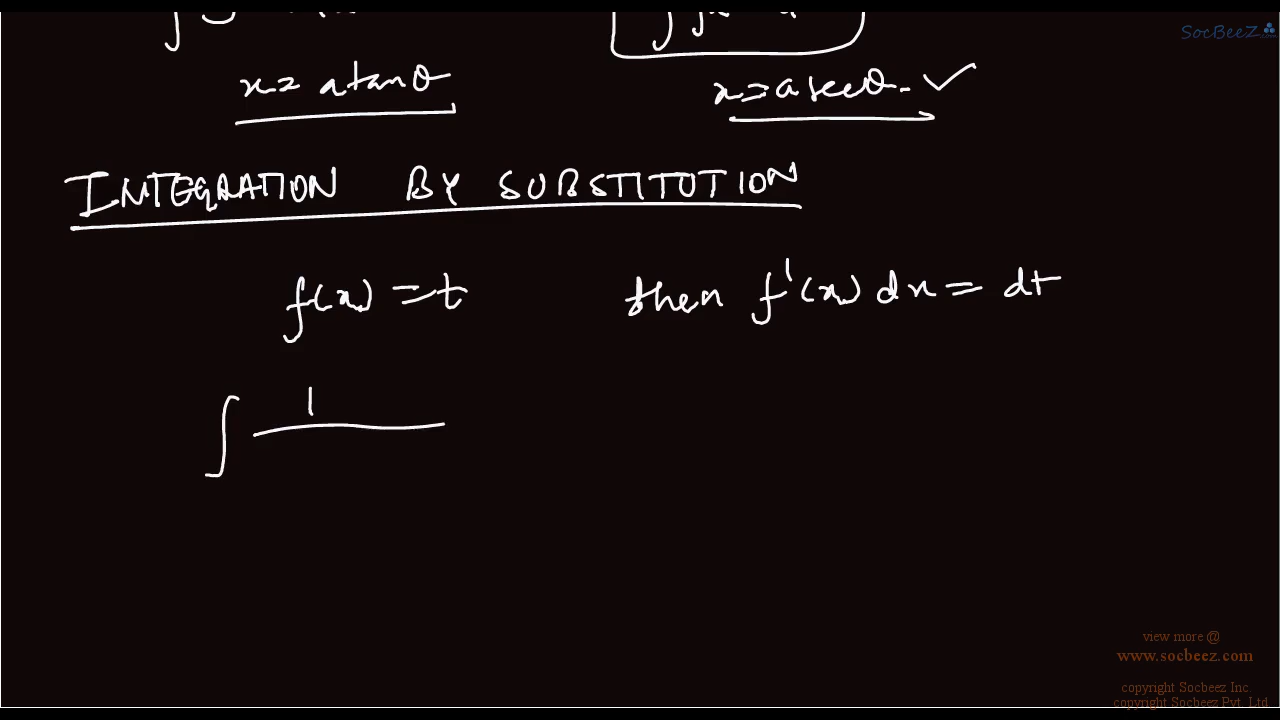 SocBeeZ.com
x = a tanθ x = a secθ. ✓
INTEGRATION BY SUBSTITUTION
f(x) = t then f'(x) dx = dt
∫ 1
view more @
www.socbeez.com
copyright Socbeez Inc.
copyright Socbeez Pvt. Ltd